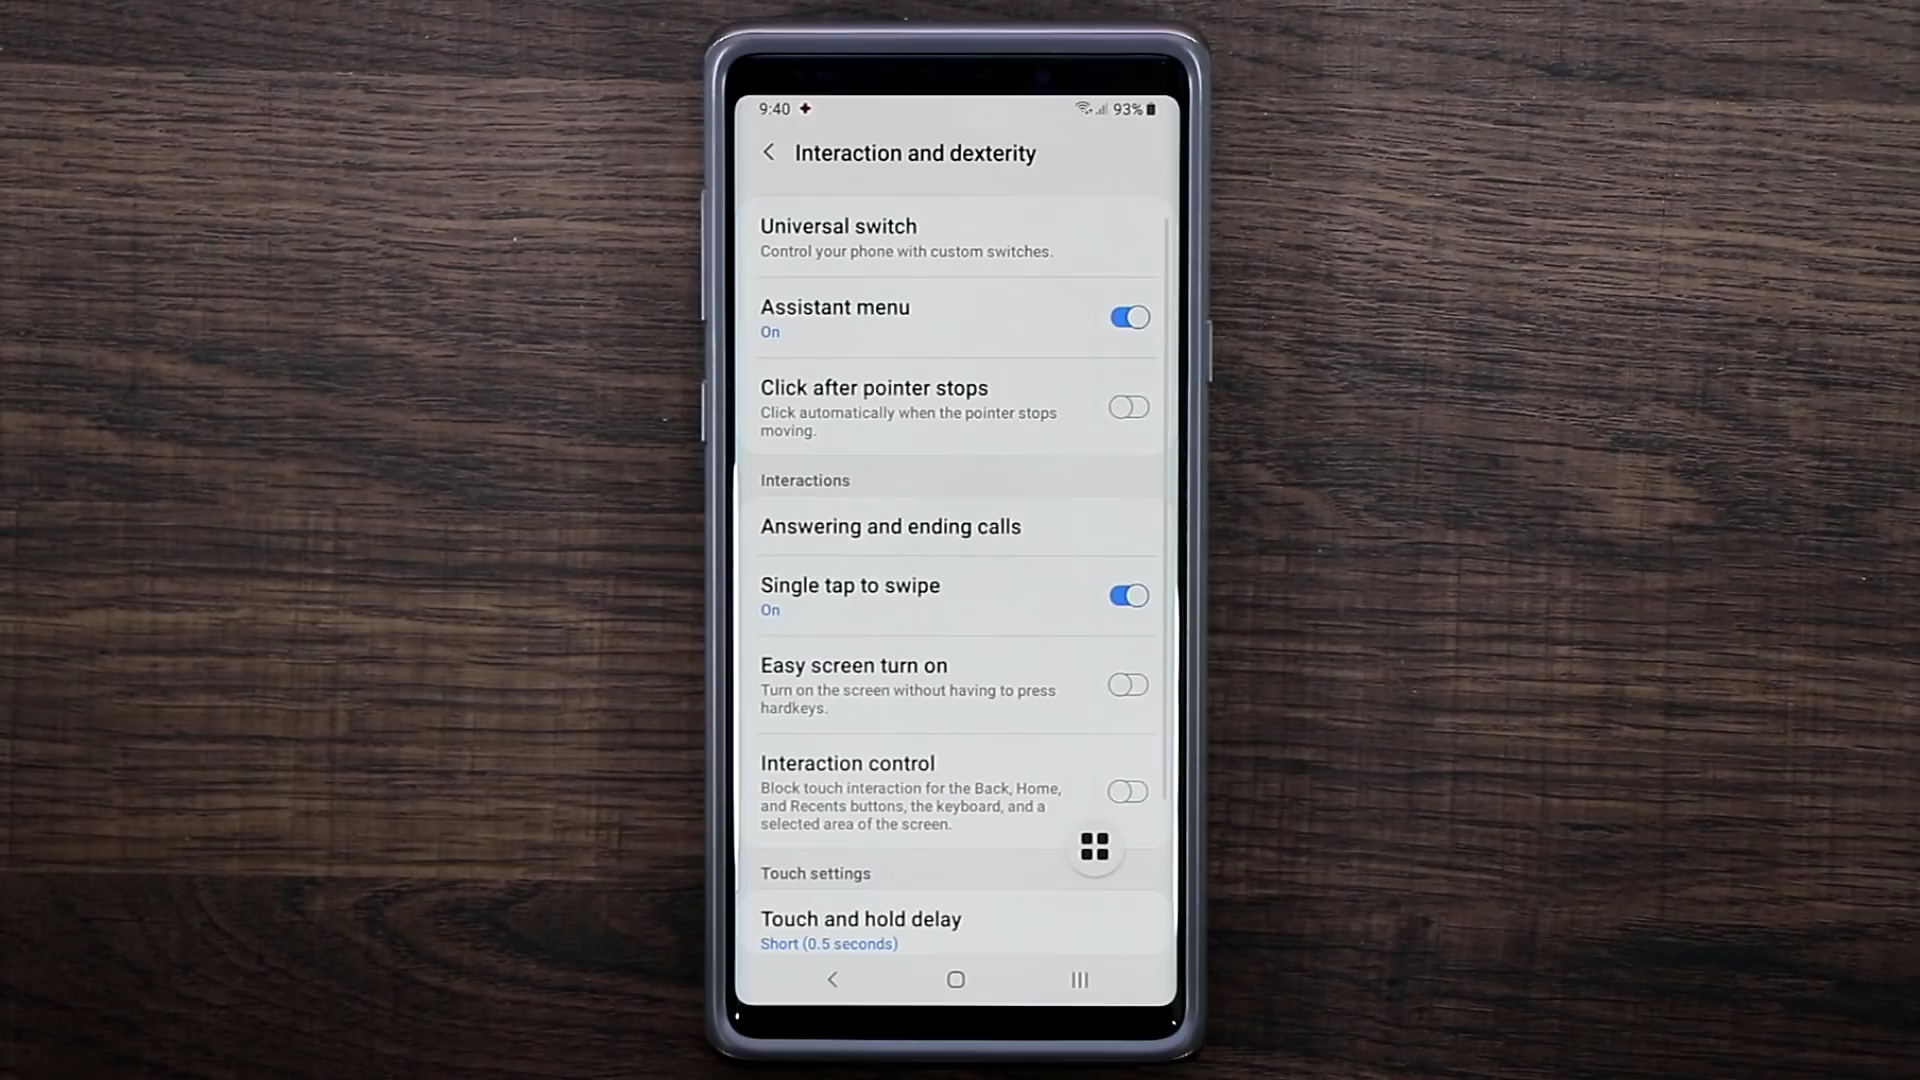 9:40
93%
Interaction and dexterity
Universal switch
Control your phone with custom switches.
Assistant menu
On
Click after pointer stops
Click automatically when the pointer stops
moving.
Interactions
Answering and ending calls
Single tap to swipe
On
Easy screen turn on
Turn on the screen without having to press
hardkeys.
Interaction control
Block touch interaction for the Back, Home,
and Recents buttons, the keyboard, and a
selected area of the screen.
Touch settings
Touch and hold delay
Short (0.5 seconds)